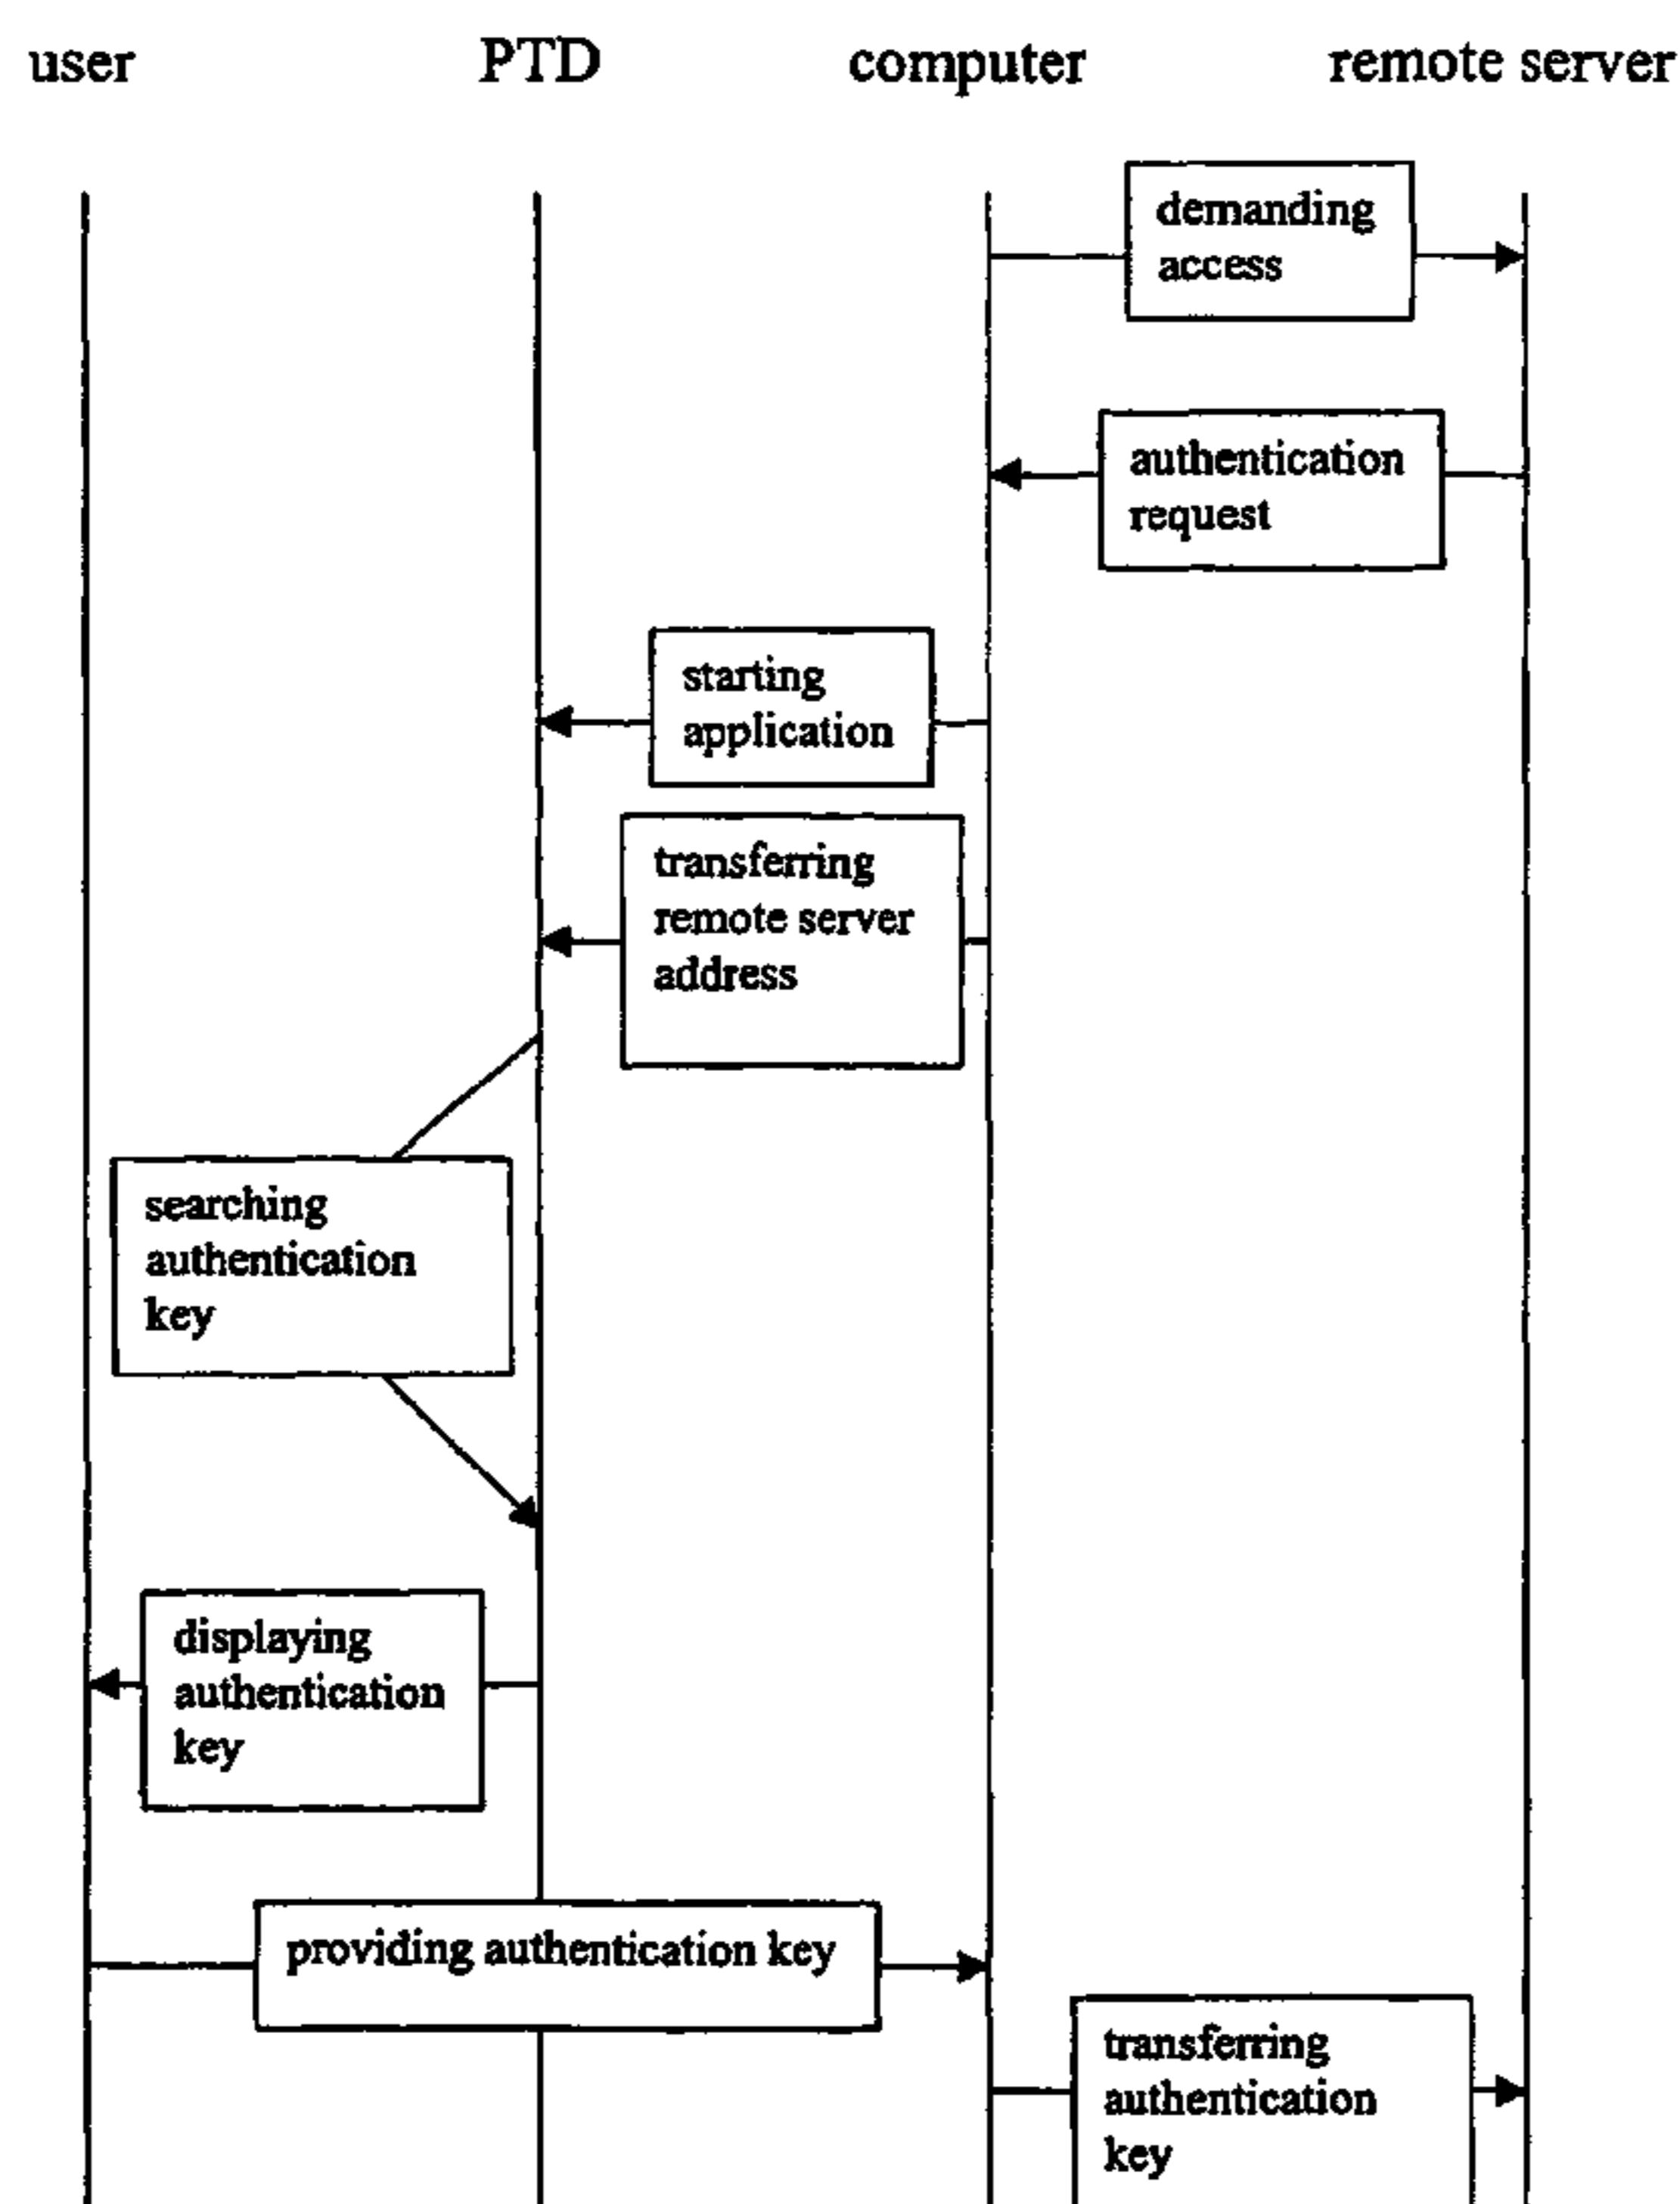 user PTD computer remote server
demanding
access
authentication
request
starting
application
transferring
remote server
address
searching
authentication
key
displaying
authentication
key
providing authentication key
transferring
authentication
key